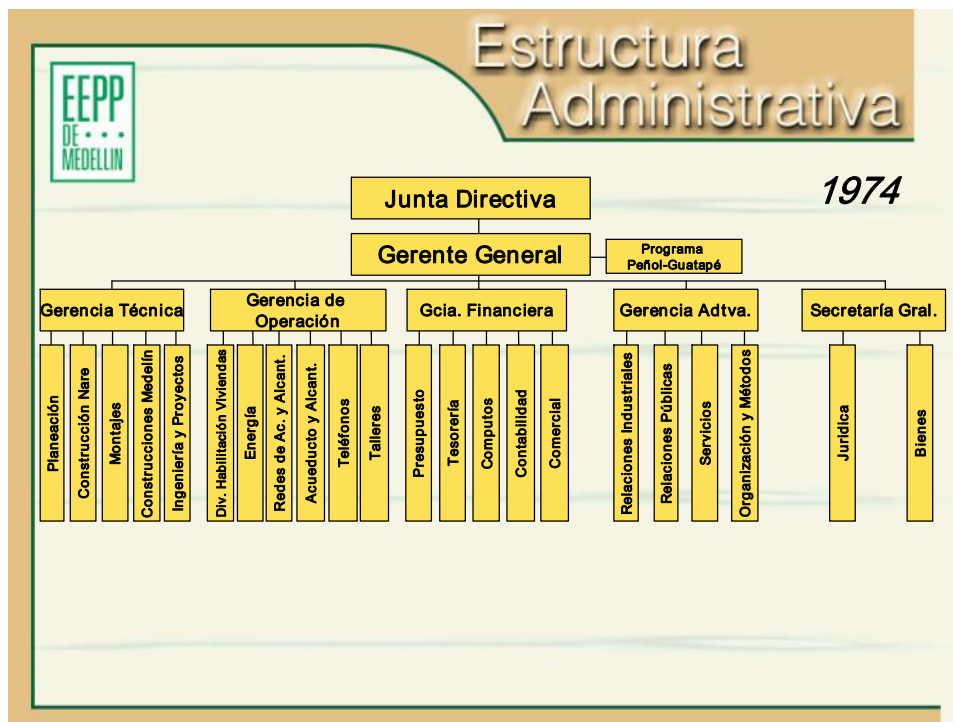 Estructura
Administrativa
EEPP
DE • • •
MEDELLIN
1974
Junta Directiva
Gerente General
Programa
Peñol-Guatapé
Gerencia Técnica
Gerencia de
Operación
Gcia. Financiera
Gerencia Adtva.
Secretaría Gral.
Planeación
Construcción Nare
Montajes
Construcciones Medelín
Ingeniería y Proyectos
Div. Habilitación Viviendas
Energía
Redes de Ac. y Alcant.
Acueducto y Alcant.
Teléfonos
Talleres
Presupuesto
Tesorería
Computos
Contabilidad
Comercial
Relaciones Industriales
Relaciones Públicas
Servicios
Organización y Métodos
Jurídica
Bienes